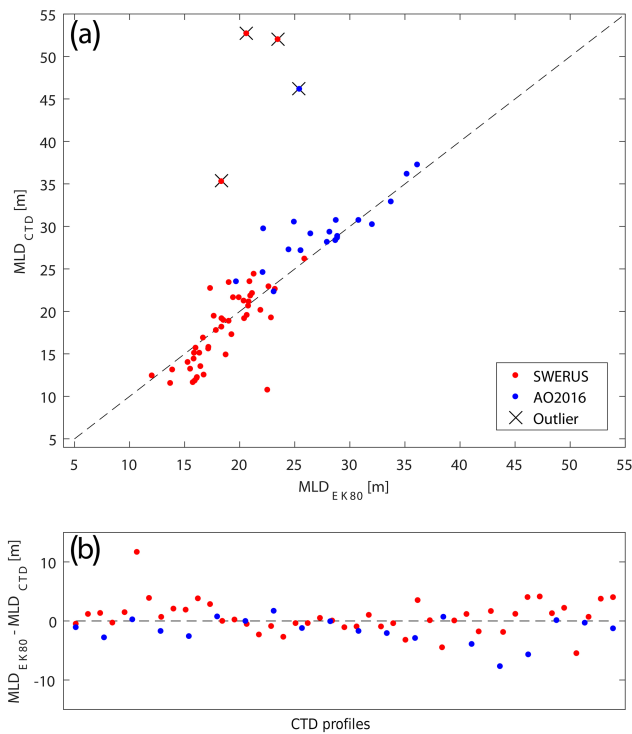 (a)
55
50
45
40
35
30
25
20
15
10
5
MLD CTD [m]
SWERUS
AO2016
Outlier
5 10 15 20 25 30 35 40 45 50 55
MLD EK80 [m]
(b)
10
0
-10
MLD EK80 - MLD CTD [m]
CTD profiles